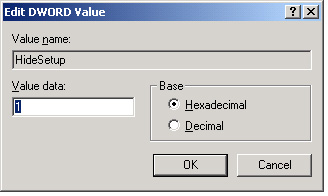 Edit DWORD Value
Value name:
HideSetup
Value data:
1
Base
Hexadecimal
Decimal
OK
Cancel